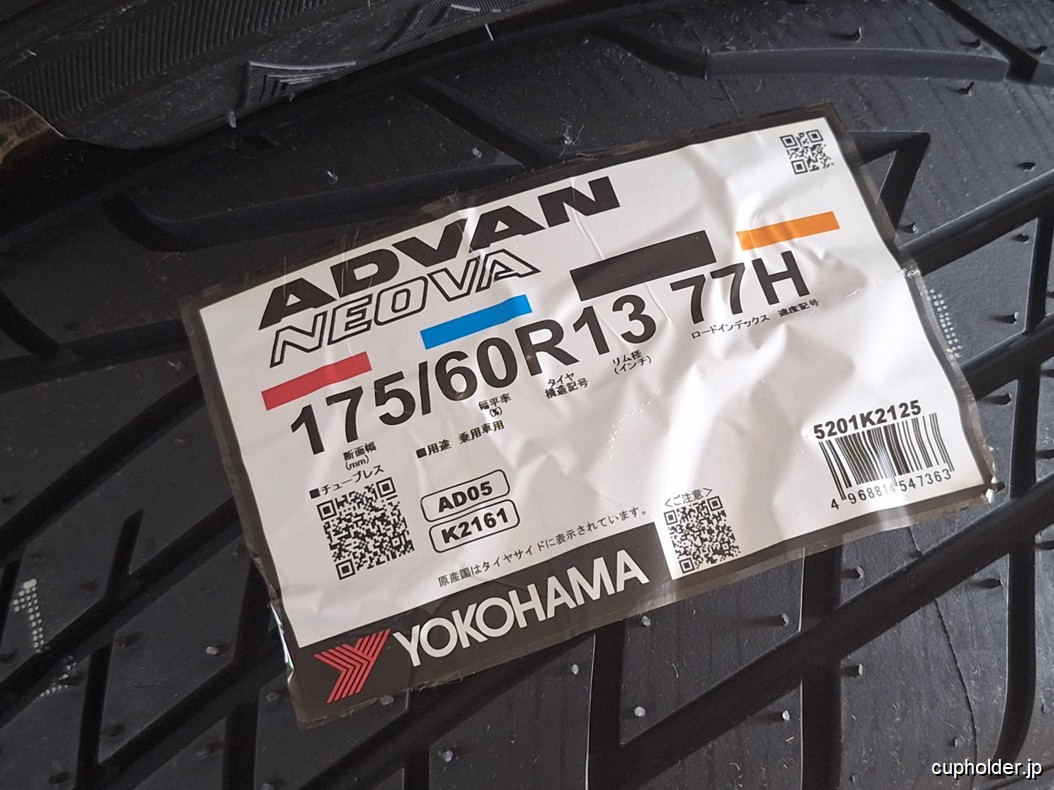 ADVAN
NEOVA
175/60R13 77H
断面幅
(mm)
偏平率
(%)
タイヤ
構造記号
リム径
(インチ)
ロードインデックス 速度記号
■チューブレス ■用途 乗用車用
AD05
K2161
5201K2125
4 968814 547363
<ご注意>
原産国はタイヤサイドに表示されています。
YOKOHAMA
cupholder.jp